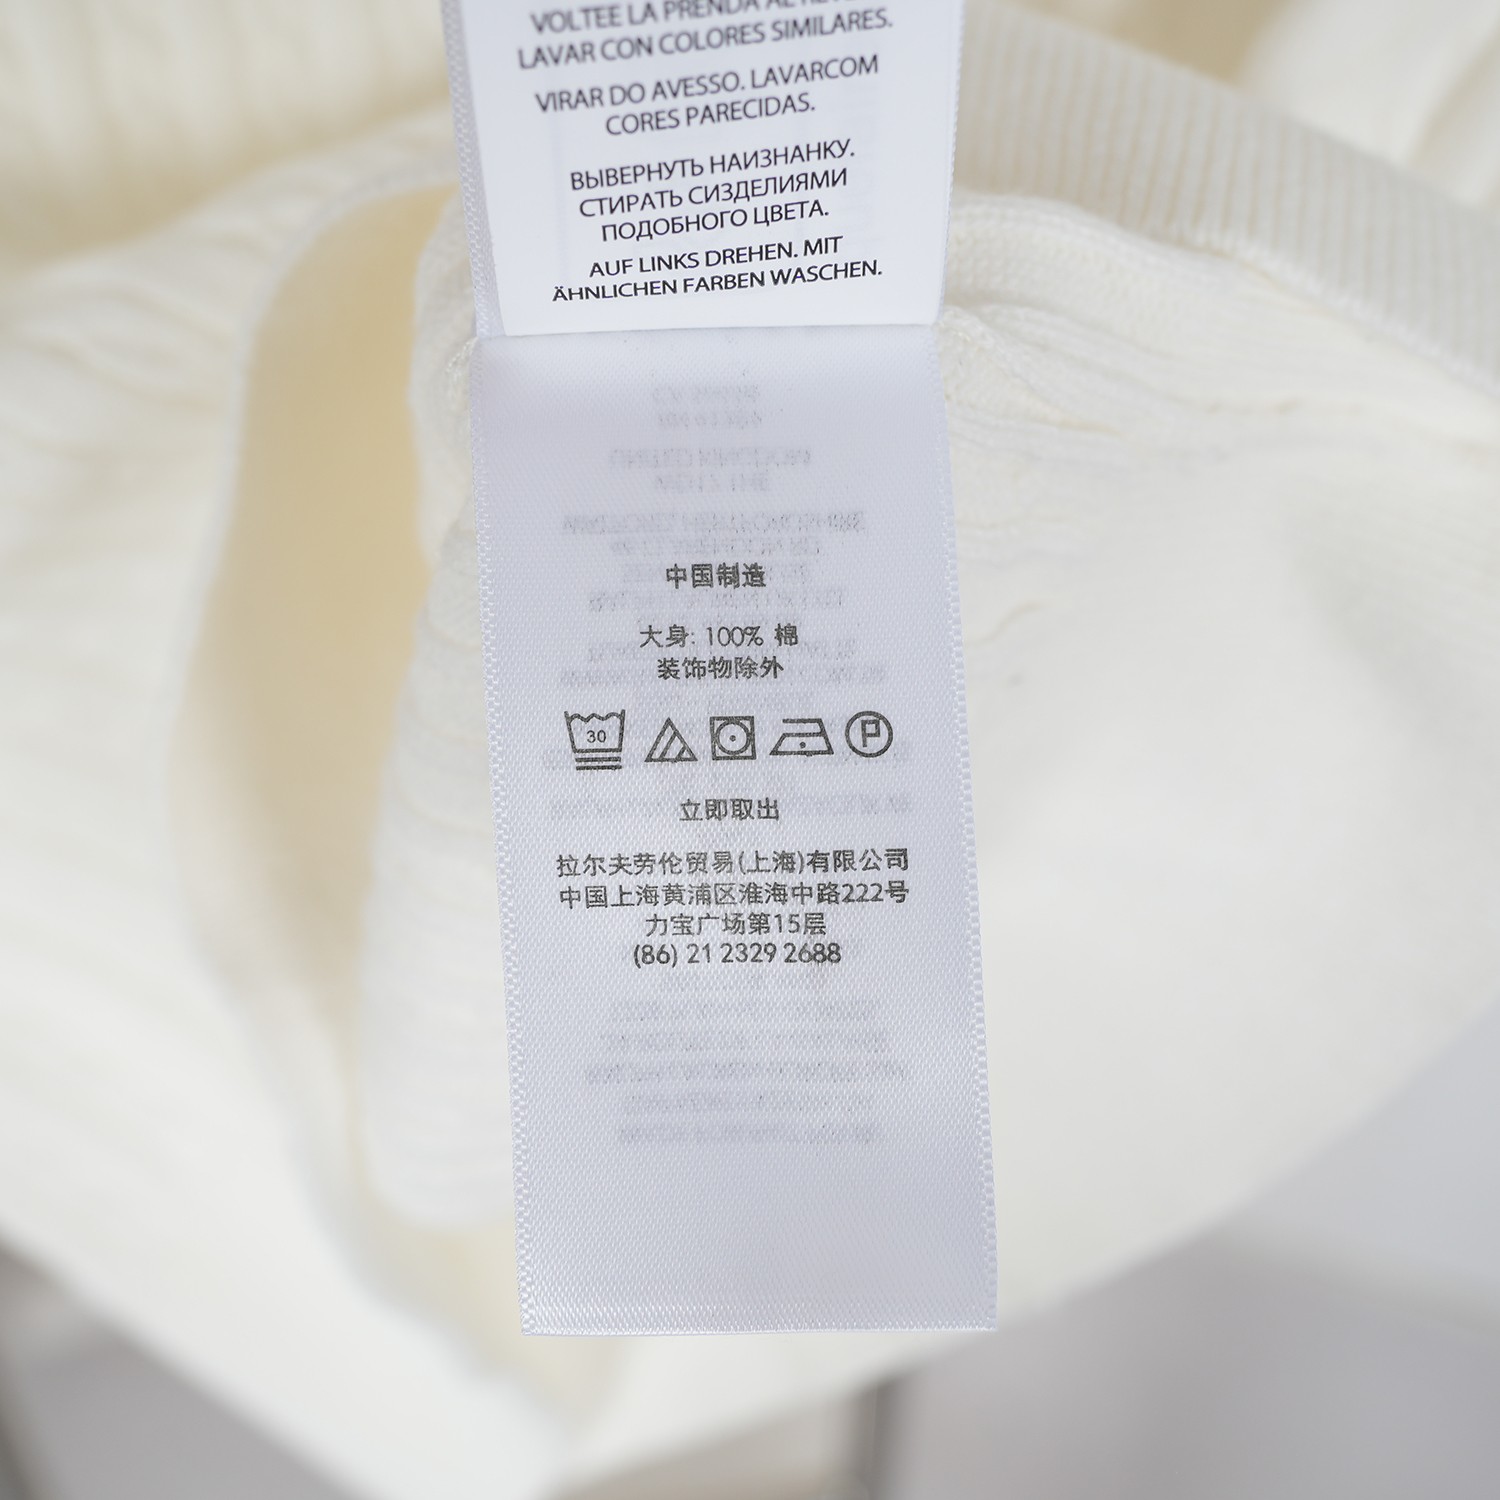 VOLTEE LA PRENDA AL
LAVAR CON COLORES SIMILARES.
VIRAR DO AVESSO. LAVARCOM
CORES PARECIDAS.
ВЫВЕРНУТЬ НАИЗНАНКУ.
СТИРАТЬ СИЗДЕЛИЯМИ
ПОДОБНОГО ЦВЕТА.
AUF LINKS DREHEN. MIT
ÄHNLICHEN FARBEN WASCHEN.
中国制造
大身: 100% 棉
装饰物除外
30
P
立即取出
拉尔夫劳伦贸易(上海)有限公司
中国上海黄浦区淮海中路222号
力宝广场第15层
(86) 21 2329 2688